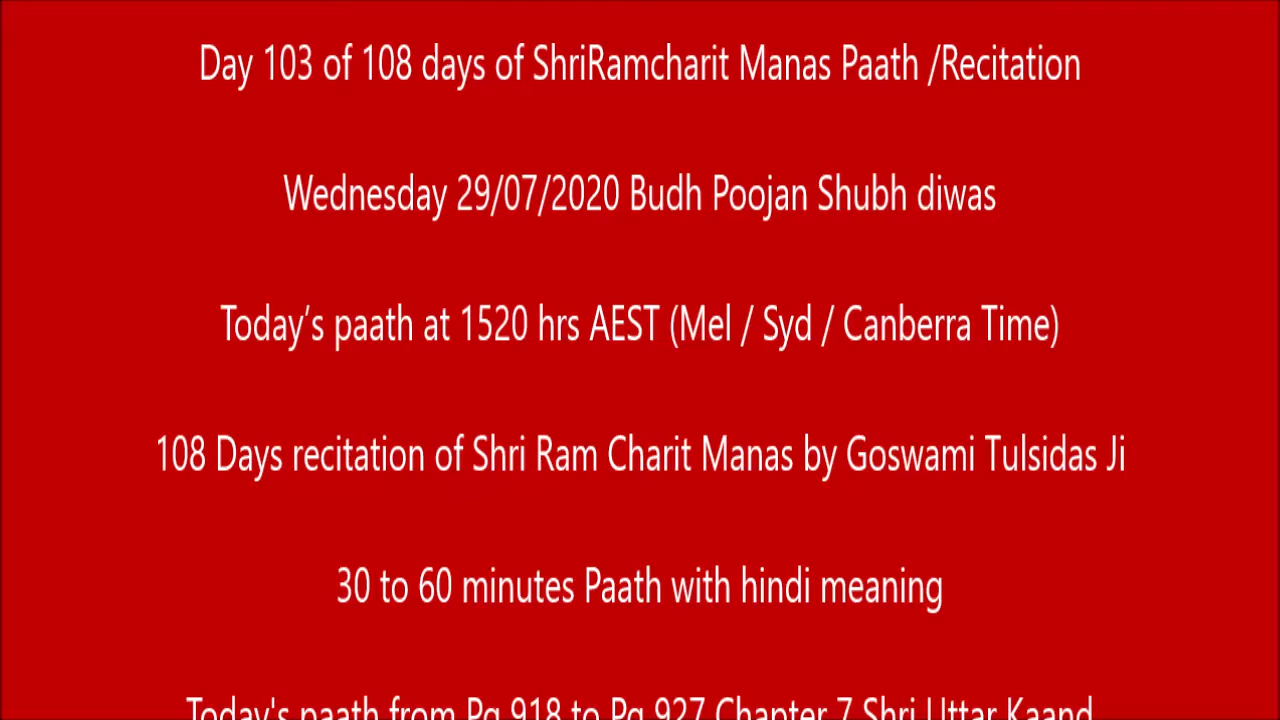 Day 103 of 108 days of ShriRamcharit Manas Paath /Recitation
Wednesday 29/07/2020 Budh Poojan Shubh diwas
Today’s paath at 1520 hrs AEST (Mel / Syd / Canberra Time)
108 Days recitation of Shri Ram Charit Manas by Goswami Tulsidas Ji
30 to 60 minutes Paath with hindi meaning
Today's paath from Pg 918 to Pg 927 Chapter 7 Shri Uttar Kaand